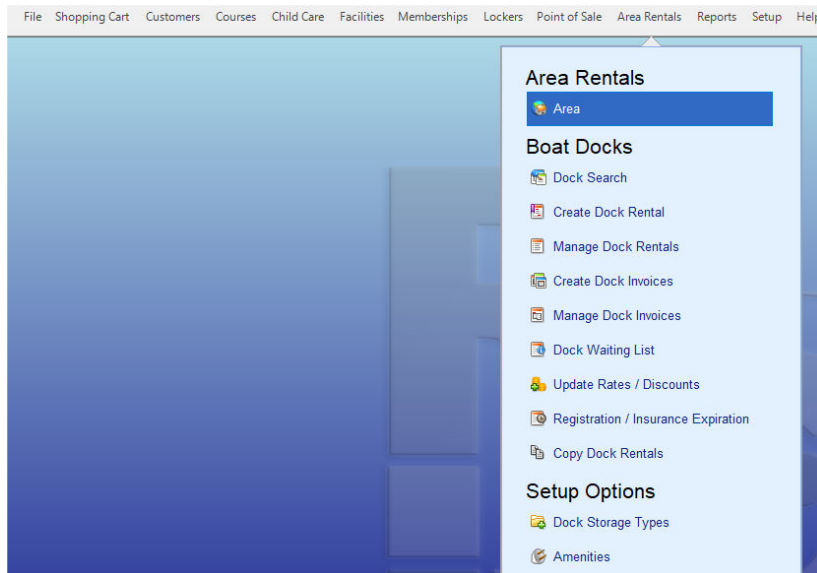 File Shopping Cart Customers Courses Child Care Facilities Memberships Lockers Point of Sale Area Rentals Reports Setup Help
Area Rentals
Area
Boat Docks
Dock Search
Create Dock Rental
Manage Dock Rentals
Create Dock Invoices
Manage Dock Invoices
Dock Waiting List
Update Rates / Discounts
Registration / Insurance Expiration
Copy Dock Rentals
Setup Options
Dock Storage Types
Amenities